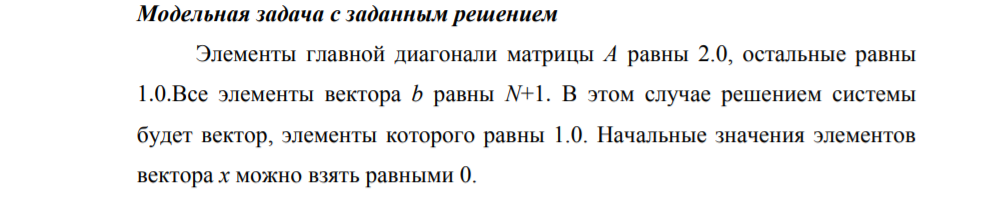 Модельная задача с заданным решением
Элементы главной диагонали матрицы A равны 2.0, остальные равны
1.0.Все элементы вектора b равны N+1. В этом случае решением системы
будет вектор, элементы которого равны 1.0. Начальные значения элементов
вектора x можно взять равными 0.